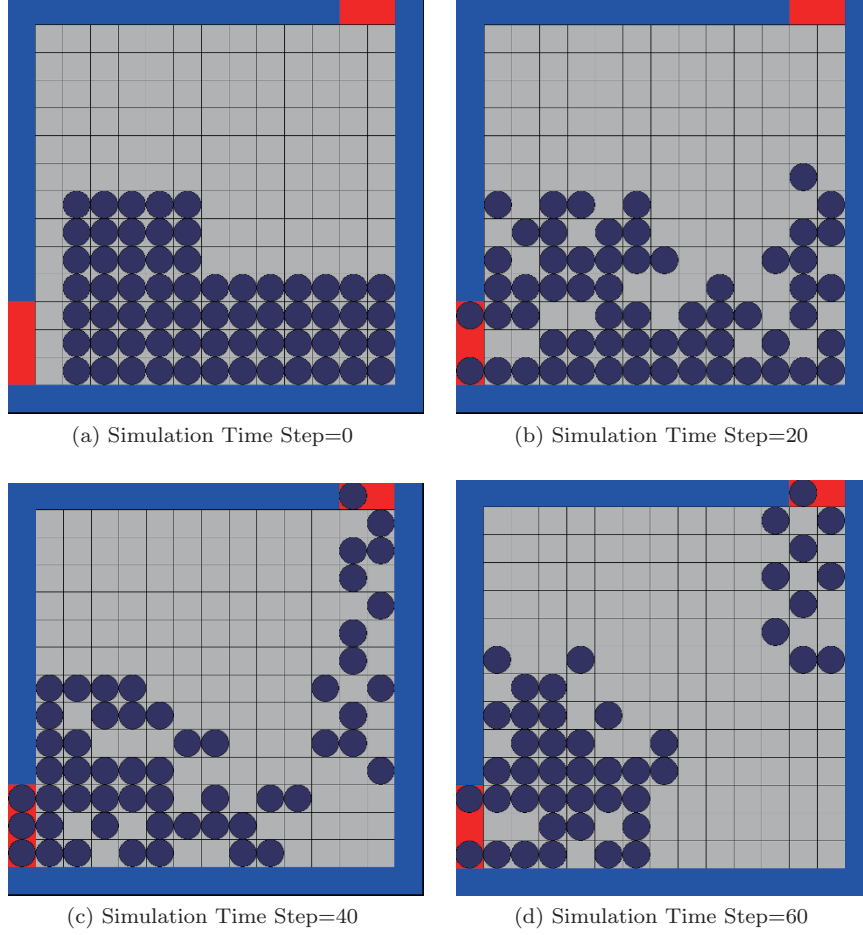 (a) Simulation Time Step=0
(b) Simulation Time Step=20
(c) Simulation Time Step=40
(d) Simulation Time Step=60